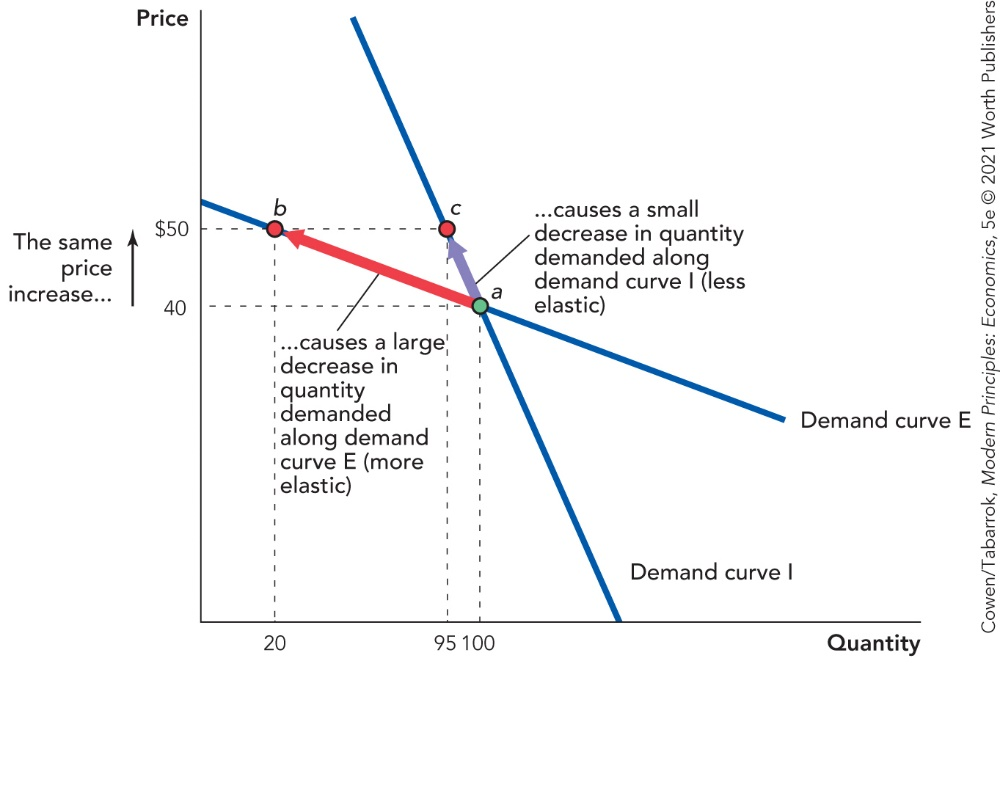 Price
b
c
$50
The same
price
increase...
...causes a small
decrease in quantity
demanded along
demand curve I (less
elastic)
a
40
...causes a large
decrease in
quantity
demanded
along demand
curve E (more
elastic)
Demand curve E
Demand curve I
20
95 100
Quantity
Cowen/Tabarrok, Modern Principles: Economics, 5e © 2021 Worth Publishers